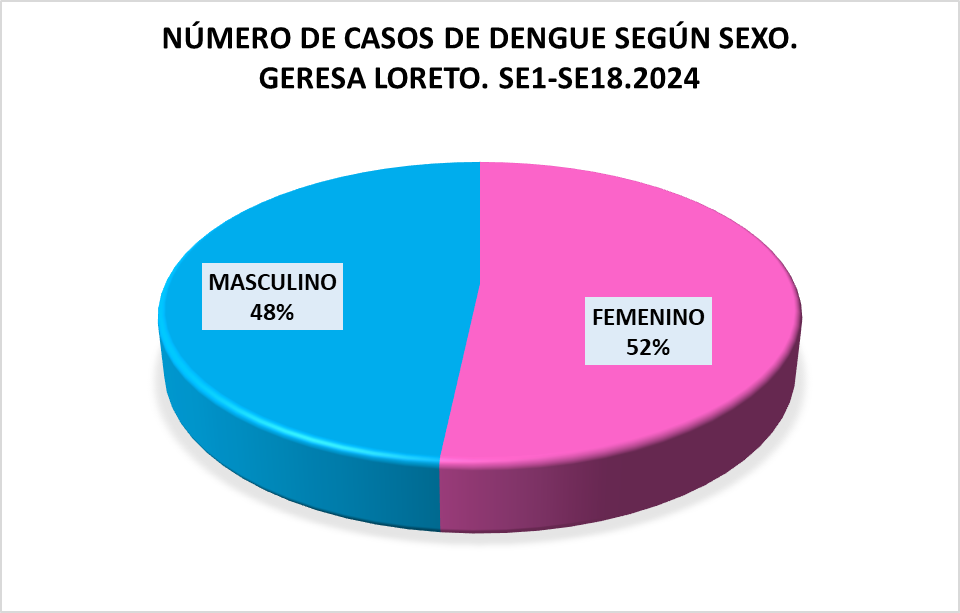 NÚMERO DE CASOS DE DENGUE SEGÚN SEXO.
GERESA LORETO. SE1-SE18.2024
MASCULINO
48%
FEMENINO
52%